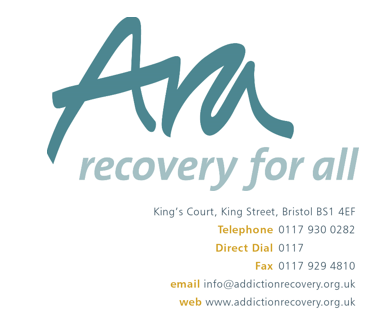 Ara
recovery for all
King's Court, King Street, Bristol BS1 4EF
Telephone 0117 930 0282
Direct Dial 0117
Fax 0117 929 4810
email info@addictionrecovery.org.uk
web www.addictionrecovery.org.uk